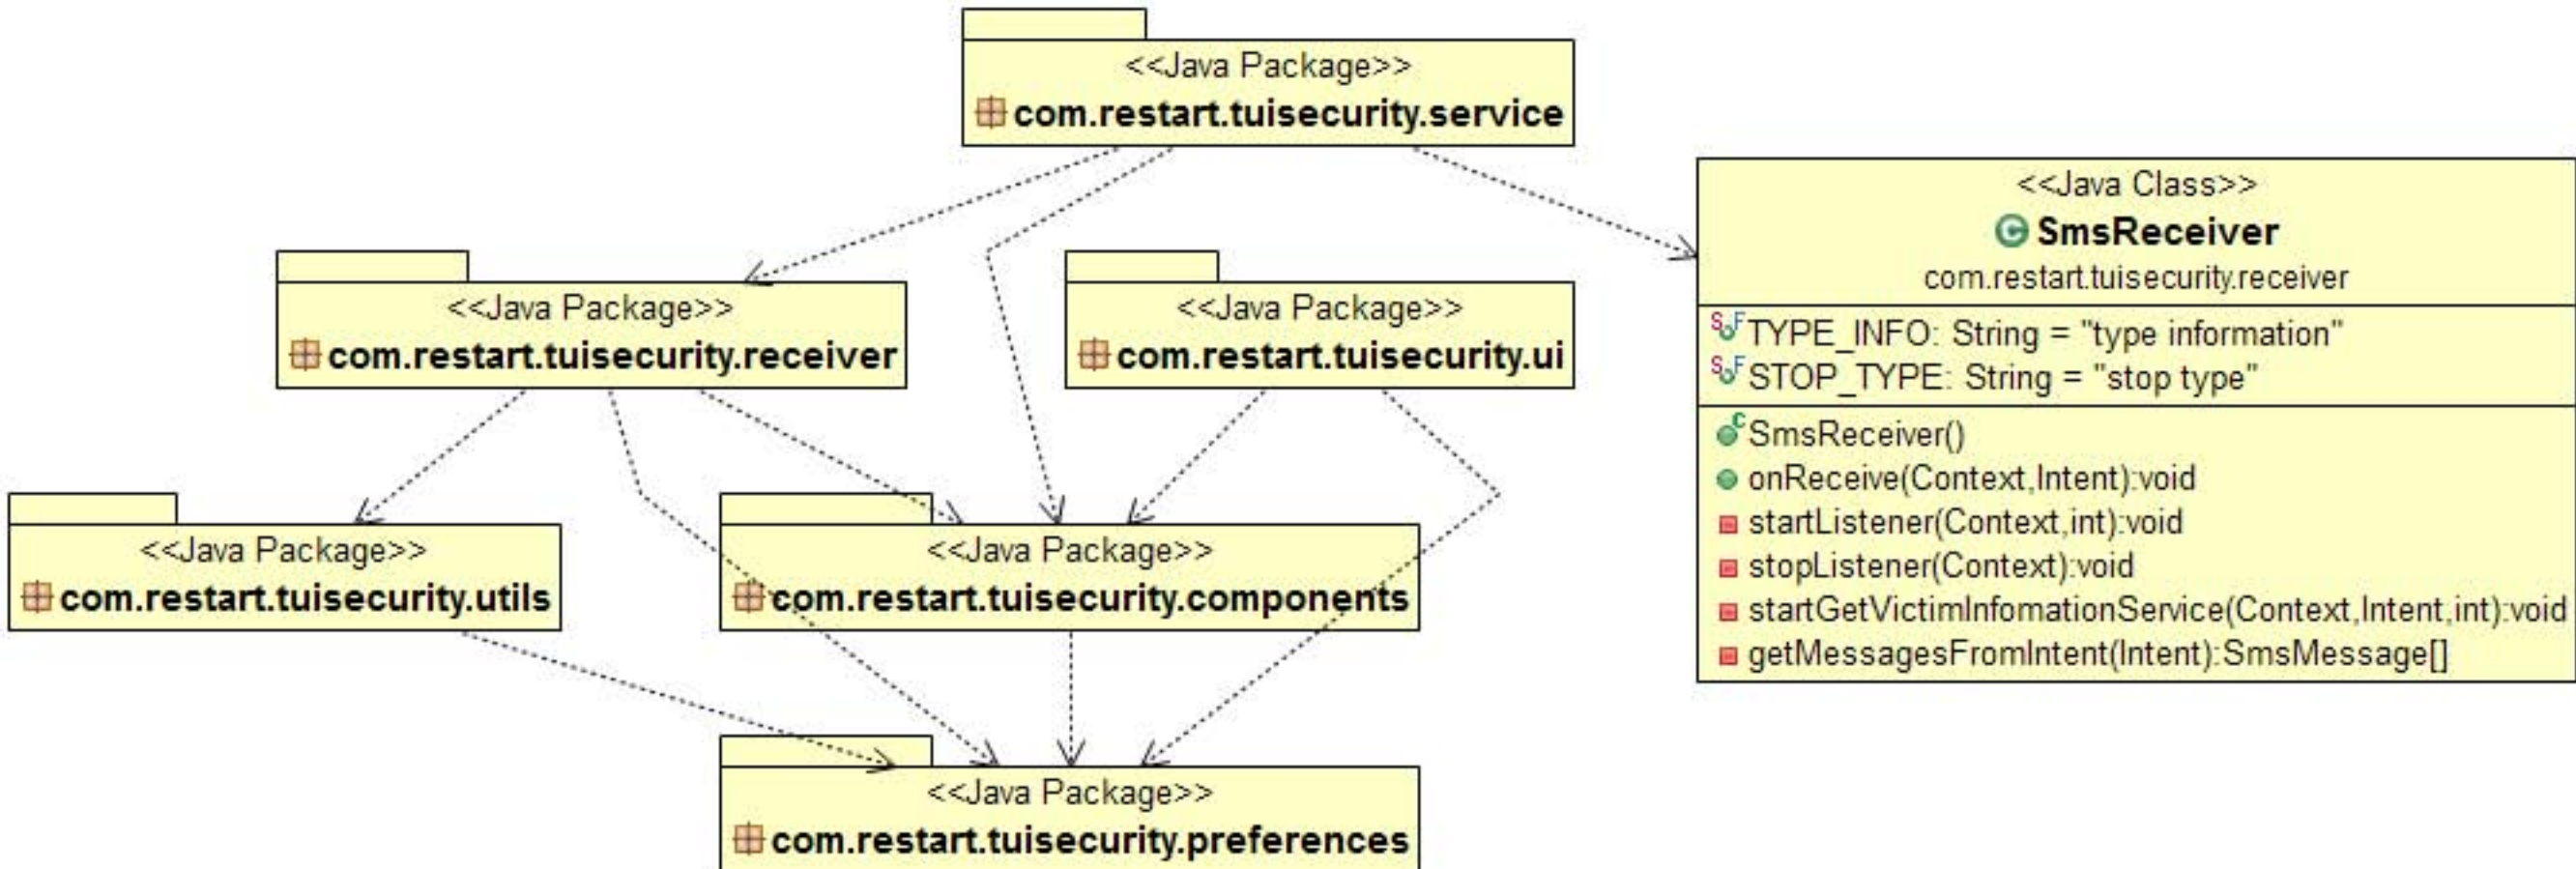 <<Java Package>>
com.restart.tuisecurity.service
<<Java Class>>
SmsReceiver
com.restart.tuisecurity.receiver
TYPE_INFO: String = "type information"
STOP_TYPE: String = "stop type"
SmsReceiver()
onReceive(Context,Intent):void
startListener(Context,int):void
stopListener(Context):void
startGetVictimInfomationService(Context,Intent,int):void
getMessagesFromIntent(Intent):SmsMessage[]
<<Java Package>>
com.restart.tuisecurity.receiver
<<Java Package>>
com.restart.tuisecurity.ui
<<Java Package>>
com.restart.tuisecurity.utils
<<Java Package>>
com.restart.tuisecurity.components
<<Java Package>>
com.restart.tuisecurity.preferences